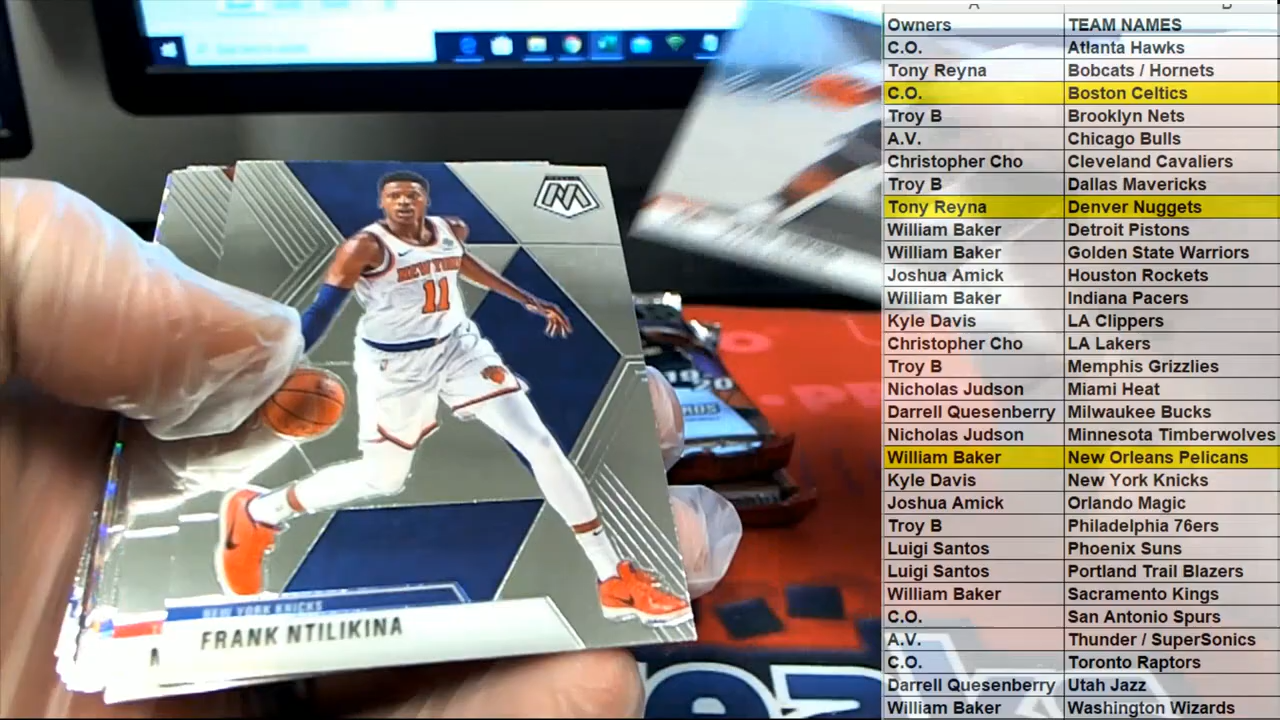 NEW YORK
11
NEW YORK KNICKS
FRANK NTILIKINA
Owners TEAM NAMES
C.O. Atlanta Hawks
Tony Reyna Bobcats / Hornets
C.O. Boston Celtics
Troy B Brooklyn Nets
A.V. Chicago Bulls
Christopher Cho Cleveland Cavaliers
Troy B Dallas Mavericks
Tony Reyna Denver Nuggets
William Baker Detroit Pistons
William Baker Golden State Warriors
Joshua Amick Houston Rockets
William Baker Indiana Pacers
Kyle Davis LA Clippers
Christopher Cho LA Lakers
Troy B Memphis Grizzlies
Nicholas Judson Miami Heat
Darrell Quesenberry Milwaukee Bucks
Nicholas Judson Minnesota Timberwolves
William Baker New Orleans Pelicans
Kyle Davis New York Knicks
Joshua Amick Orlando Magic
Troy B Philadelphia 76ers
Luigi Santos Phoenix Suns
Luigi Santos Portland Trail Blazers
William Baker Sacramento Kings
C.O. San Antonio Spurs
A.V. Thunder / SuperSonics
C.O. Toronto Raptors
Darrell Quesenberry Utah Jazz
William Baker Washington Wizards